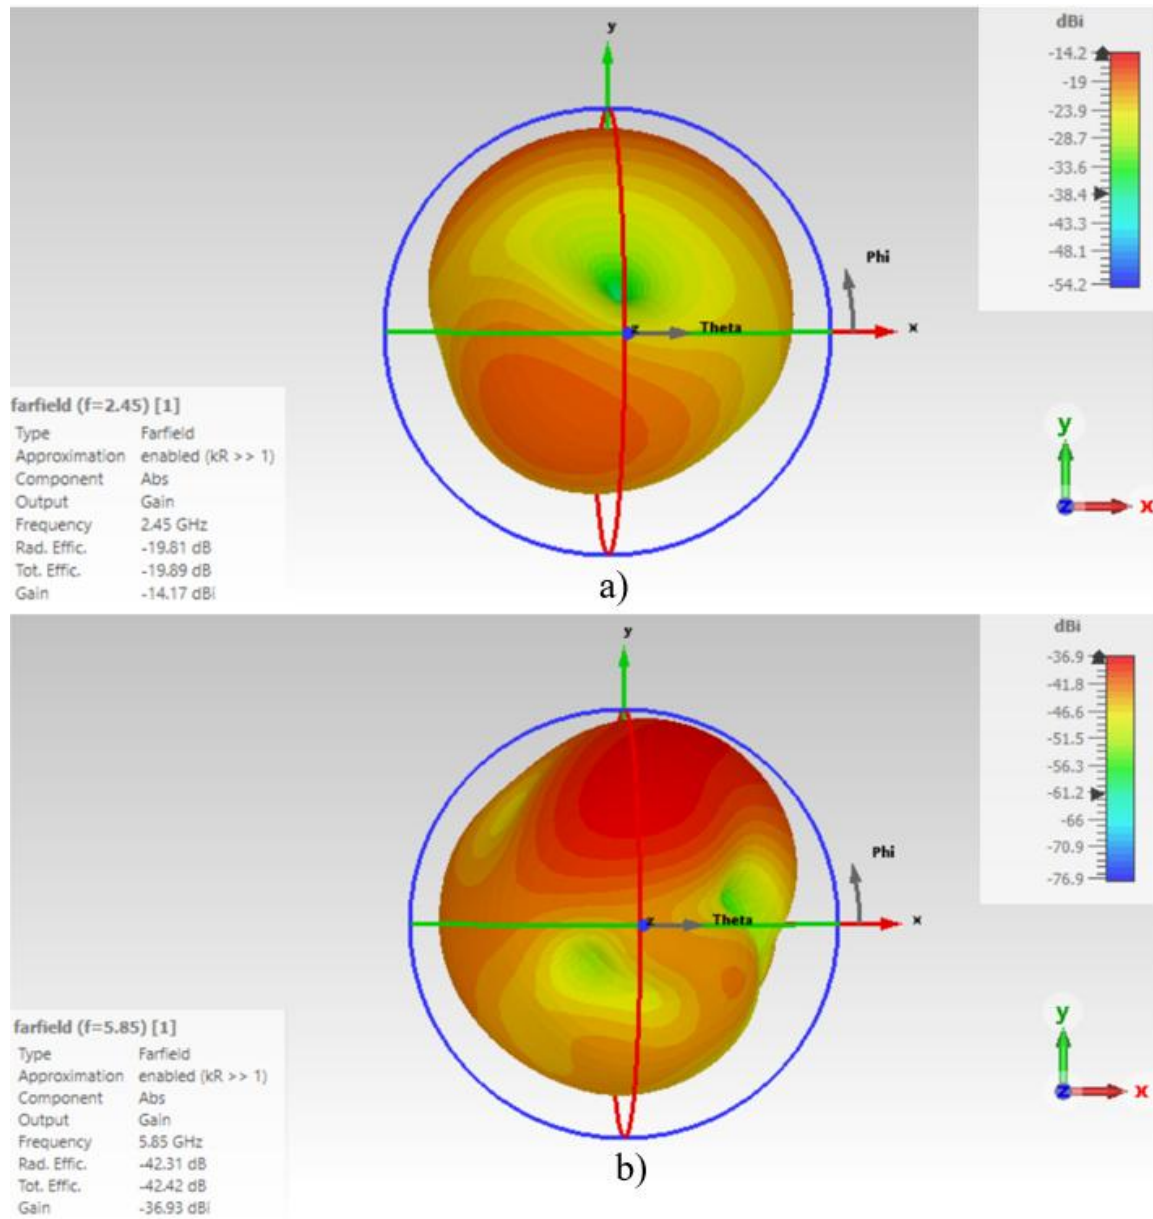 y
dBi
-14.2
-19
-23.9
-28.7
-33.6
-38.4
-43.3
-48.1
-54.2
Phi
z Theta x
farfield (f=2.45) [1]
Type Farfield
Approximation enabled (kR >> 1)
Component Abs
Output Gain
Frequency 2.45 GHz
Rad. Effic. -19.81 dB
Tot. Effic. -19.89 dB
Gain -14.17 dBi
y
z x
a)
y
dBi
-36.9
-41.8
-46.6
-51.5
-56.3
-61.2
-66
-70.9
-76.9
Phi
z Theta x
farfield (f=5.85) [1]
Type Farfield
Approximation enabled (kR >> 1)
Component Abs
Output Gain
Frequency 5.85 GHz
Rad. Effic. -42.31 dB
Tot. Effic. -42.42 dB
Gain -36.93 dBi
y
z x
b)